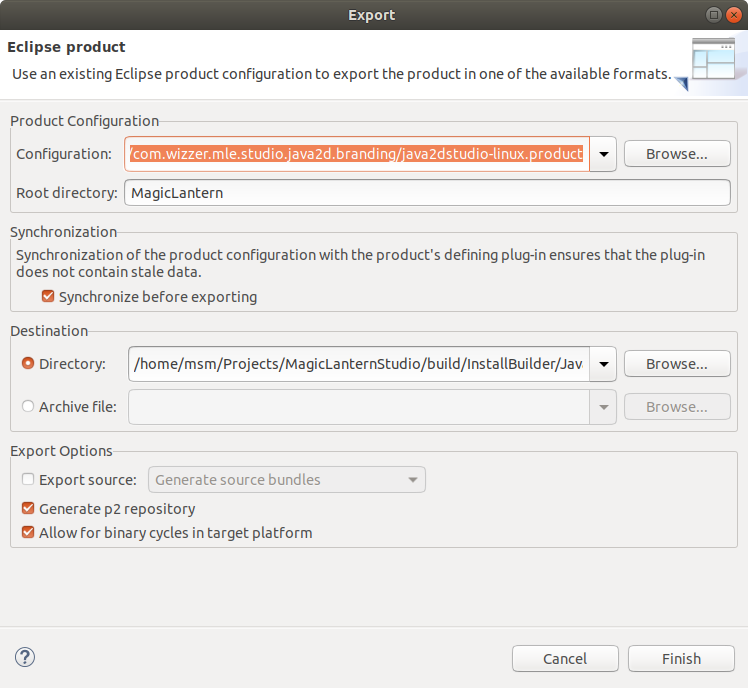 Export
Eclipse product
Use an existing Eclipse product configuration to export the product in one of the available formats.
Product Configuration
Configuration: /com.wizzer.mle.studio.java2d.branding/java2dstudio-linux.product Browse...
Root directory: MagicLantern
Synchronization
Synchronization of the product configuration with the product's defining plug-in ensures that the plug-in
does not contain stale data.
Synchronize before exporting
Destination
Directory: /home/msm/Projects/MagicLanternStudio/build/InstallBuilder/Jav Browse...
Archive file: Browse...
Export Options
Export source: Generate source bundles
Generate p2 repository
Allow for binary cycles in target platform
? Cancel Finish